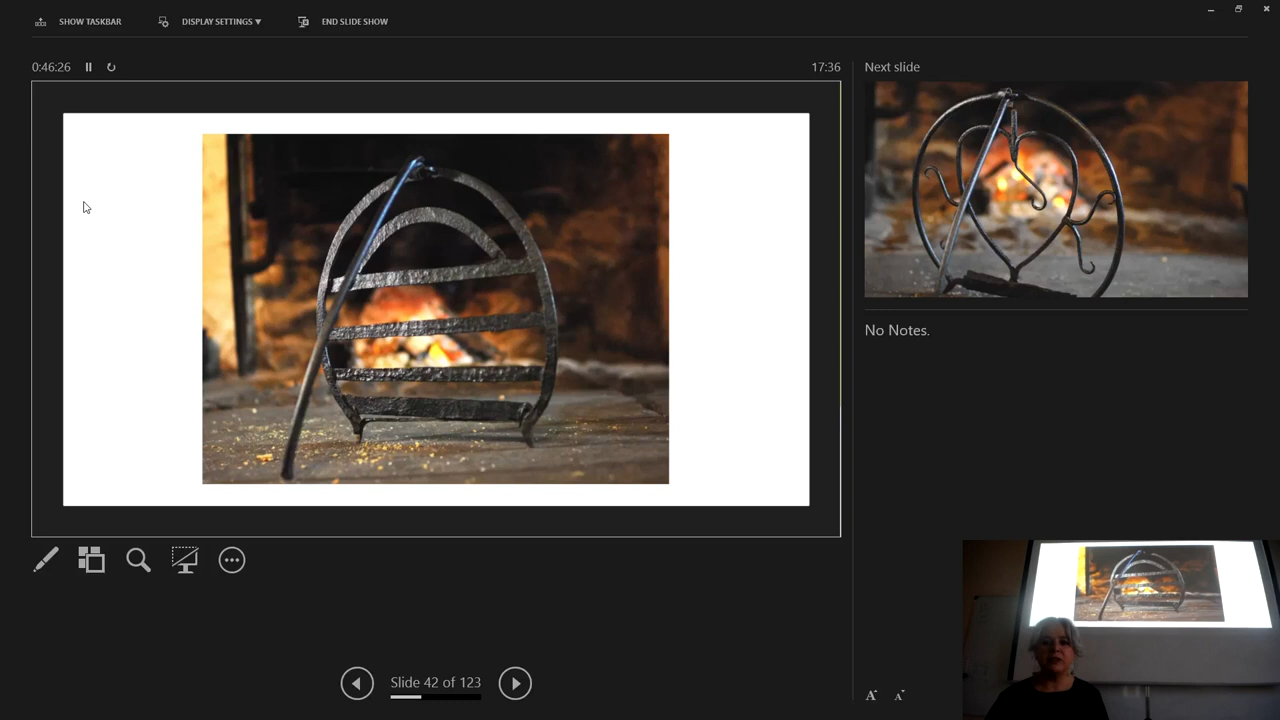 SHOW TASKBAR
DISPLAY SETTINGS ▼
END SLIDE SHOW
0:46:26
17:36
Next slide
No Notes.
Slide 42 of 123
A
A